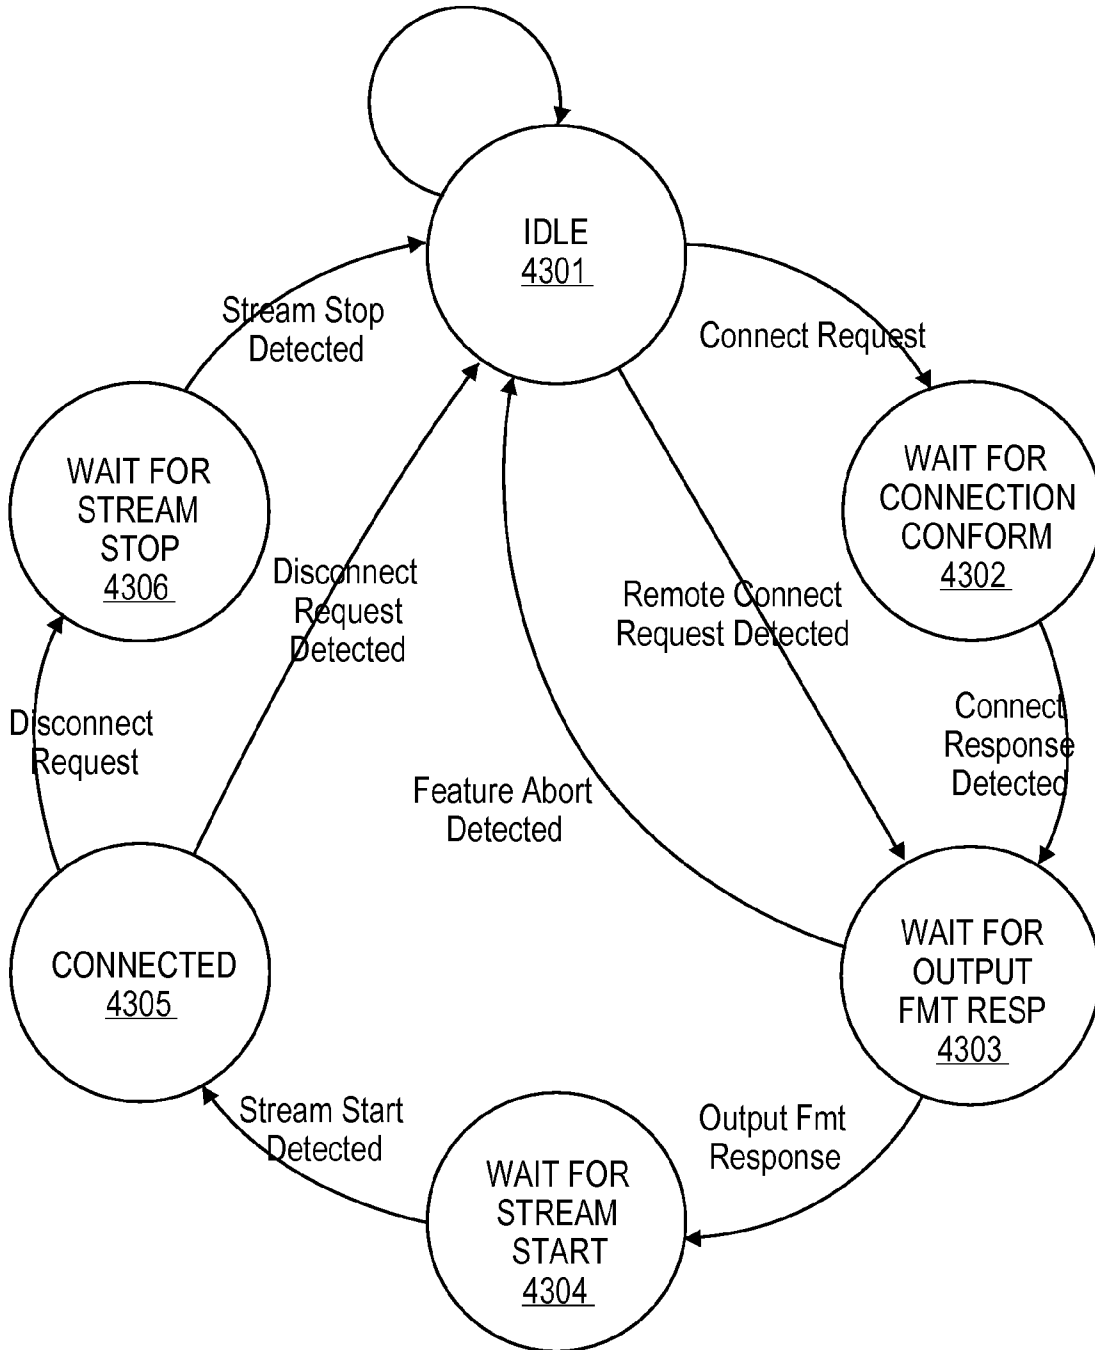 IDLE
4301
Stream Stop
Detected
Connect Request
WAIT FOR
STREAM
STOP
4306
WAIT FOR
CONNECTION
CONFORM
4302
Disconnect
Request
Detected
Remote Connect
Request Detected
Disconnect
Request
Connect
Response
Detected
Feature Abort
Detected
CONNECTED
4305
WAIT FOR
OUTPUT
FMT RESP
4303
Stream Start
Detected
Output Fmt
Response
WAIT FOR
STREAM
START
4304